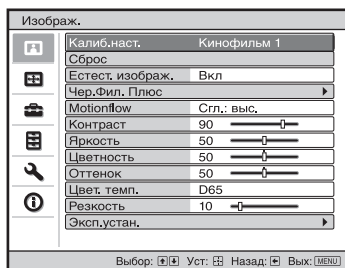 Изображ.
Калиб.наст. Кинофильм 1
Сброс
Естест. изображ. Вкл
Чер.Фил. Плюс
Motionflow Сгл.: выс.
Контраст 90
Яркость 50
Цветность 50
Оттенок 50
Цвет. темп. D65
Резкость 10
Эксп.устан.
Выбор: Уст: Назад: Вых: MENU